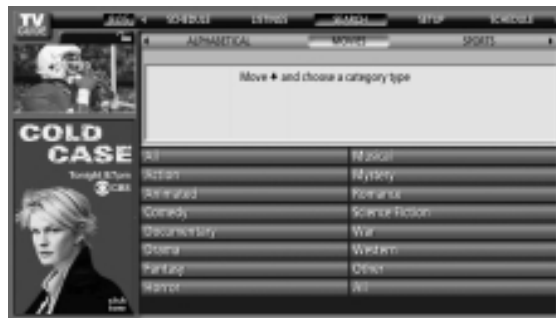 TV
GUIDE
SCHEDULE LISTINGS SEARCH SETUP SCHEDULE
ALPHABETICAL MOVIES SPORTS
Move and choose a category type
COLD
CASE
Tonight 8/7pm
CBS
All Musical
Action Mystery
Animated Romance
Comedy Science Fiction
Documentary War
Drama Western
Fantasy Other
Horror All